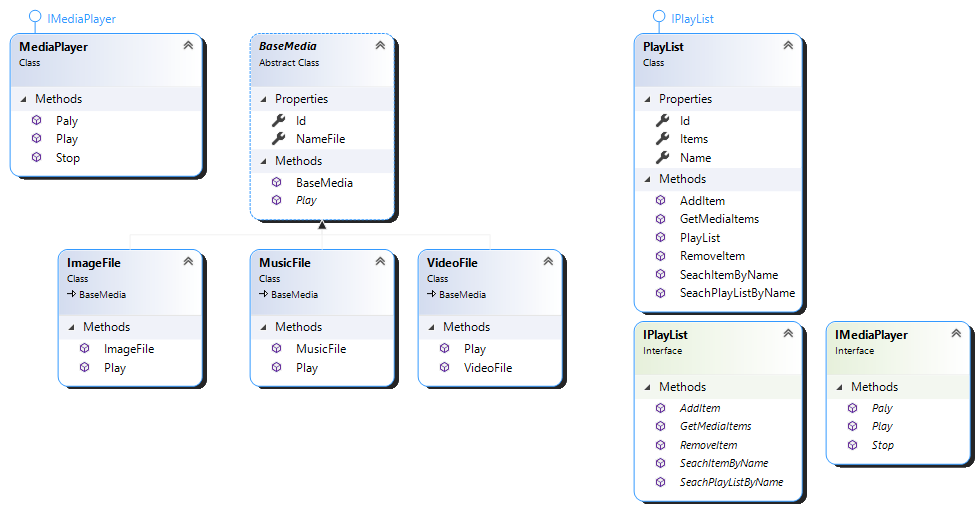 IMediaPlayer
MediaPlayer
Class
Methods
Paly
Play
Stop
BaseMedia
Abstract Class
Properties
Id
NameFile
Methods
BaseMedia
Play
ImageFile
Class
BaseMedia
Methods
ImageFile
Play
MusicFile
Class
BaseMedia
Methods
MusicFile
Play
VideoFile
Class
BaseMedia
Methods
Play
VideoFile
IPlayList
PlayList
Class
Properties
Id
Items
Name
Methods
AddItem
GetMediaItems
PlayList
RemoveItem
SeachItemByName
SeachPlayListByName
IPlayList
Interface
Methods
AddItem
GetMediaItems
RemoveItem
SeachItemByName
SeachPlayListByName
IMediaPlayer
Interface
Methods
Paly
Play
Stop